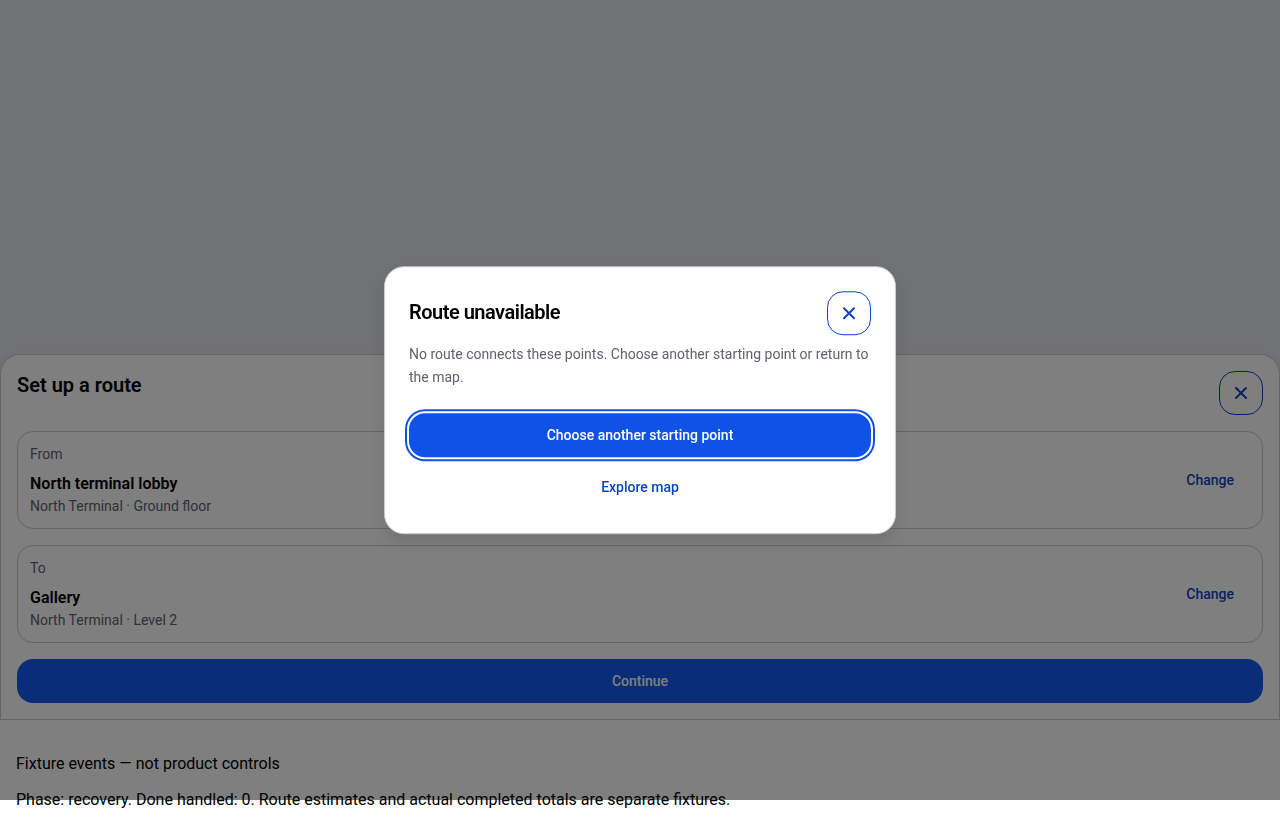 Route unavailable
No route connects these points. Choose another starting point or return to
the map.
Choose another starting point
Explore map
Set up a route
From
North terminal lobby
North Terminal · Ground floor
Change
To
Gallery
North Terminal · Level 2
Change
Continue
Fixture events — not product controls
Phase: recovery. Done handled: 0. Route estimates and actual completed totals are separate fixtures.